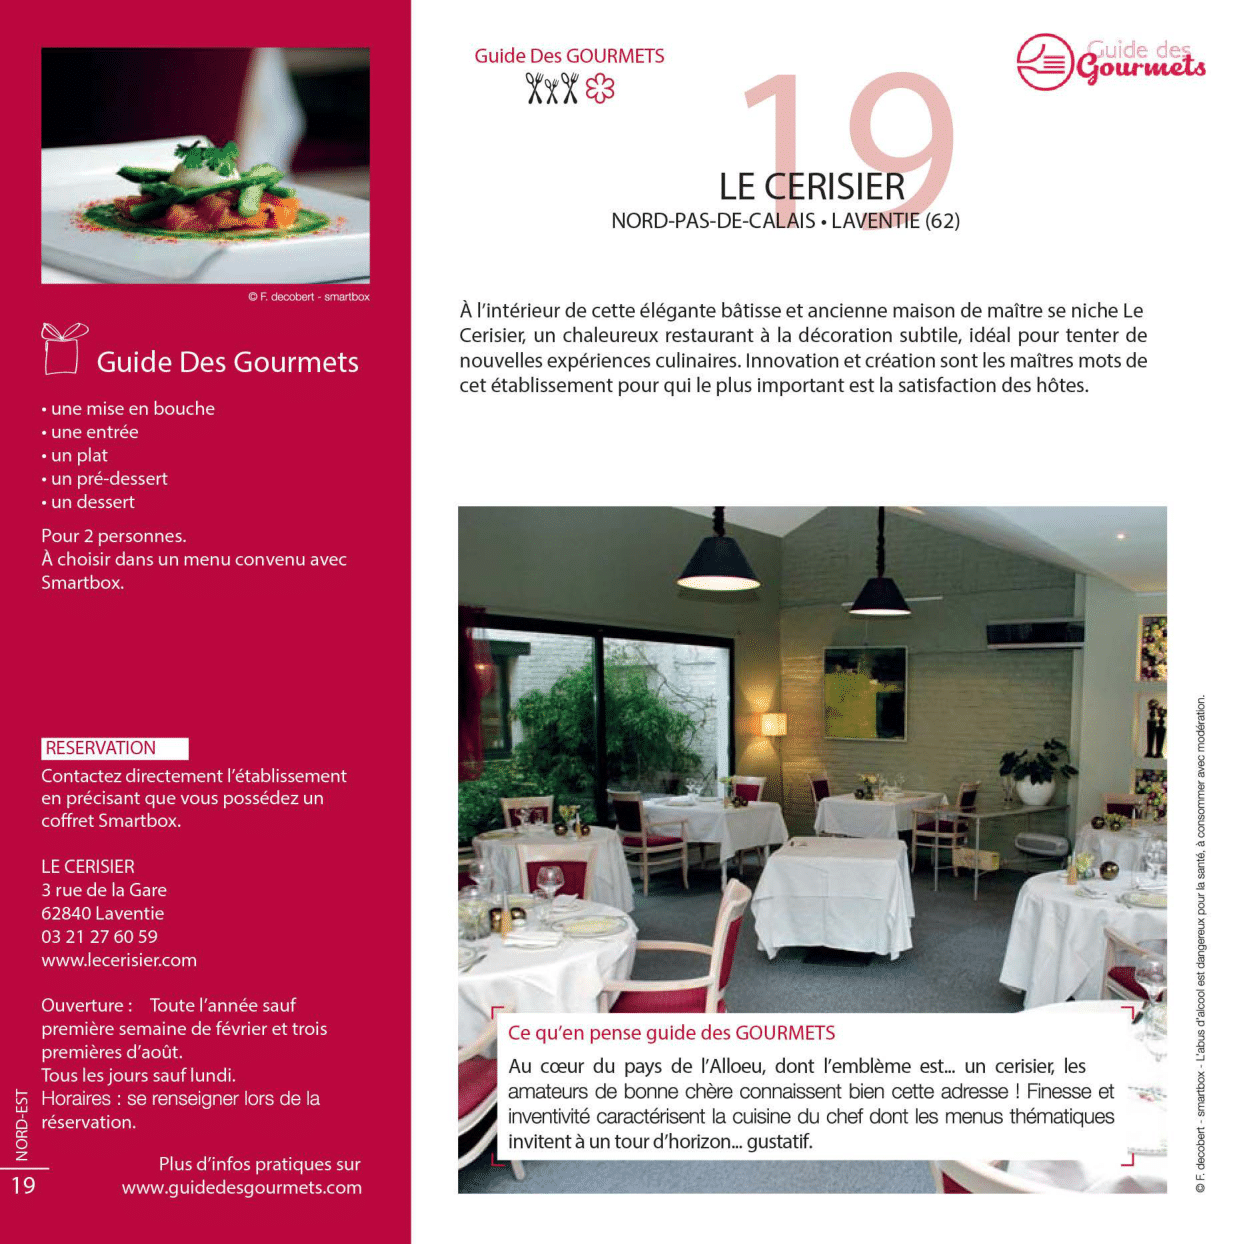 © F. decobert - smartbox
Guide Des Gourmets
• une mise en bouche
• une entrée
• un plat
• un pré-dessert
• un dessert
Pour 2 personnes.
À choisir dans un menu convenu avec
Smartbox.
RESERVATION
Contactez directement l'établissement
en précisant que vous possédez un
coffret Smartbox.
LE CERISIER
3 rue de la Gare
62840 Laventie
03 21 27 60 59
www.lecerisier.com
Ouverture : Toute l'année sauf
première semaine de février et trois
premières d'août.
Tous les jours sauf lundi.
Horaires : se renseigner lors de la
réservation.
Plus d'infos pratiques sur
www.guidedesgourmets.com
NORD-EST
19
Guide Des GOURMETS
Guide des
Gourmets
19
LE CERISIER
NORD-PAS-DE-CALAIS • LAVENTIE (62)
À l'intérieur de cette élégante bâtisse et ancienne maison de maître se niche Le
Cerisier, un chaleureux restaurant à la décoration subtile, idéal pour tenter de
nouvelles expériences culinaires. Innovation et création sont les maîtres mots de
cet établissement pour qui le plus important est la satisfaction des hôtes.
Ce qu'en pense guide des GOURMETS
Au cœur du pays de l'Alloeu, dont l'emblème est... un cerisier, les
amateurs de bonne chère connaissent bien cette adresse ! Finesse et
inventivité caractérisent la cuisine du chef dont les menus thématiques
invitent à un tour d'horizon... gustatif.
© F. decobert - smartbox - L'abus d'alcool est dangereux pour la santé, à consommer avec modération.